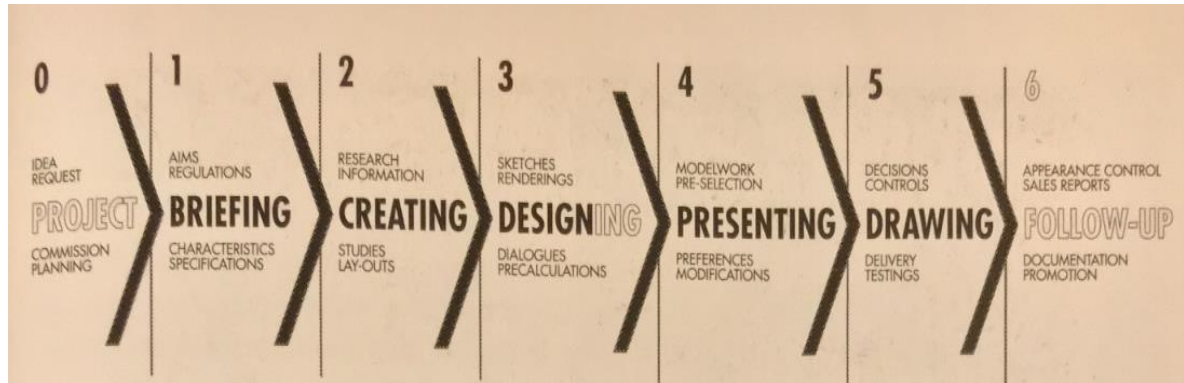 0
IDEA
REQUEST
PROJECT
COMMISSION
PLANNING
1
AIMS
REGULATIONS
BRIEFING
CHARACTERISTICS
SPECIFICATIONS
2
RESEARCH
INFORMATION
CREATING
STUDIES
LAY-OUTS
3
SKETCHES
RENDERINGS
DESIGNING
DIALOGUES
PRECALCULATIONS
4
MODELWORK
PRE-SELECTION
PRESENTING
PREFERENCES
MODIFICATIONS
5
DECISIONS
CONTROLS
DRAWING
DELIVERY
TESTINGS
6
APPEARANCE CONTROL
SALES REPORTS
FOLLOW-UP
DOCUMENTATION
PROMOTION